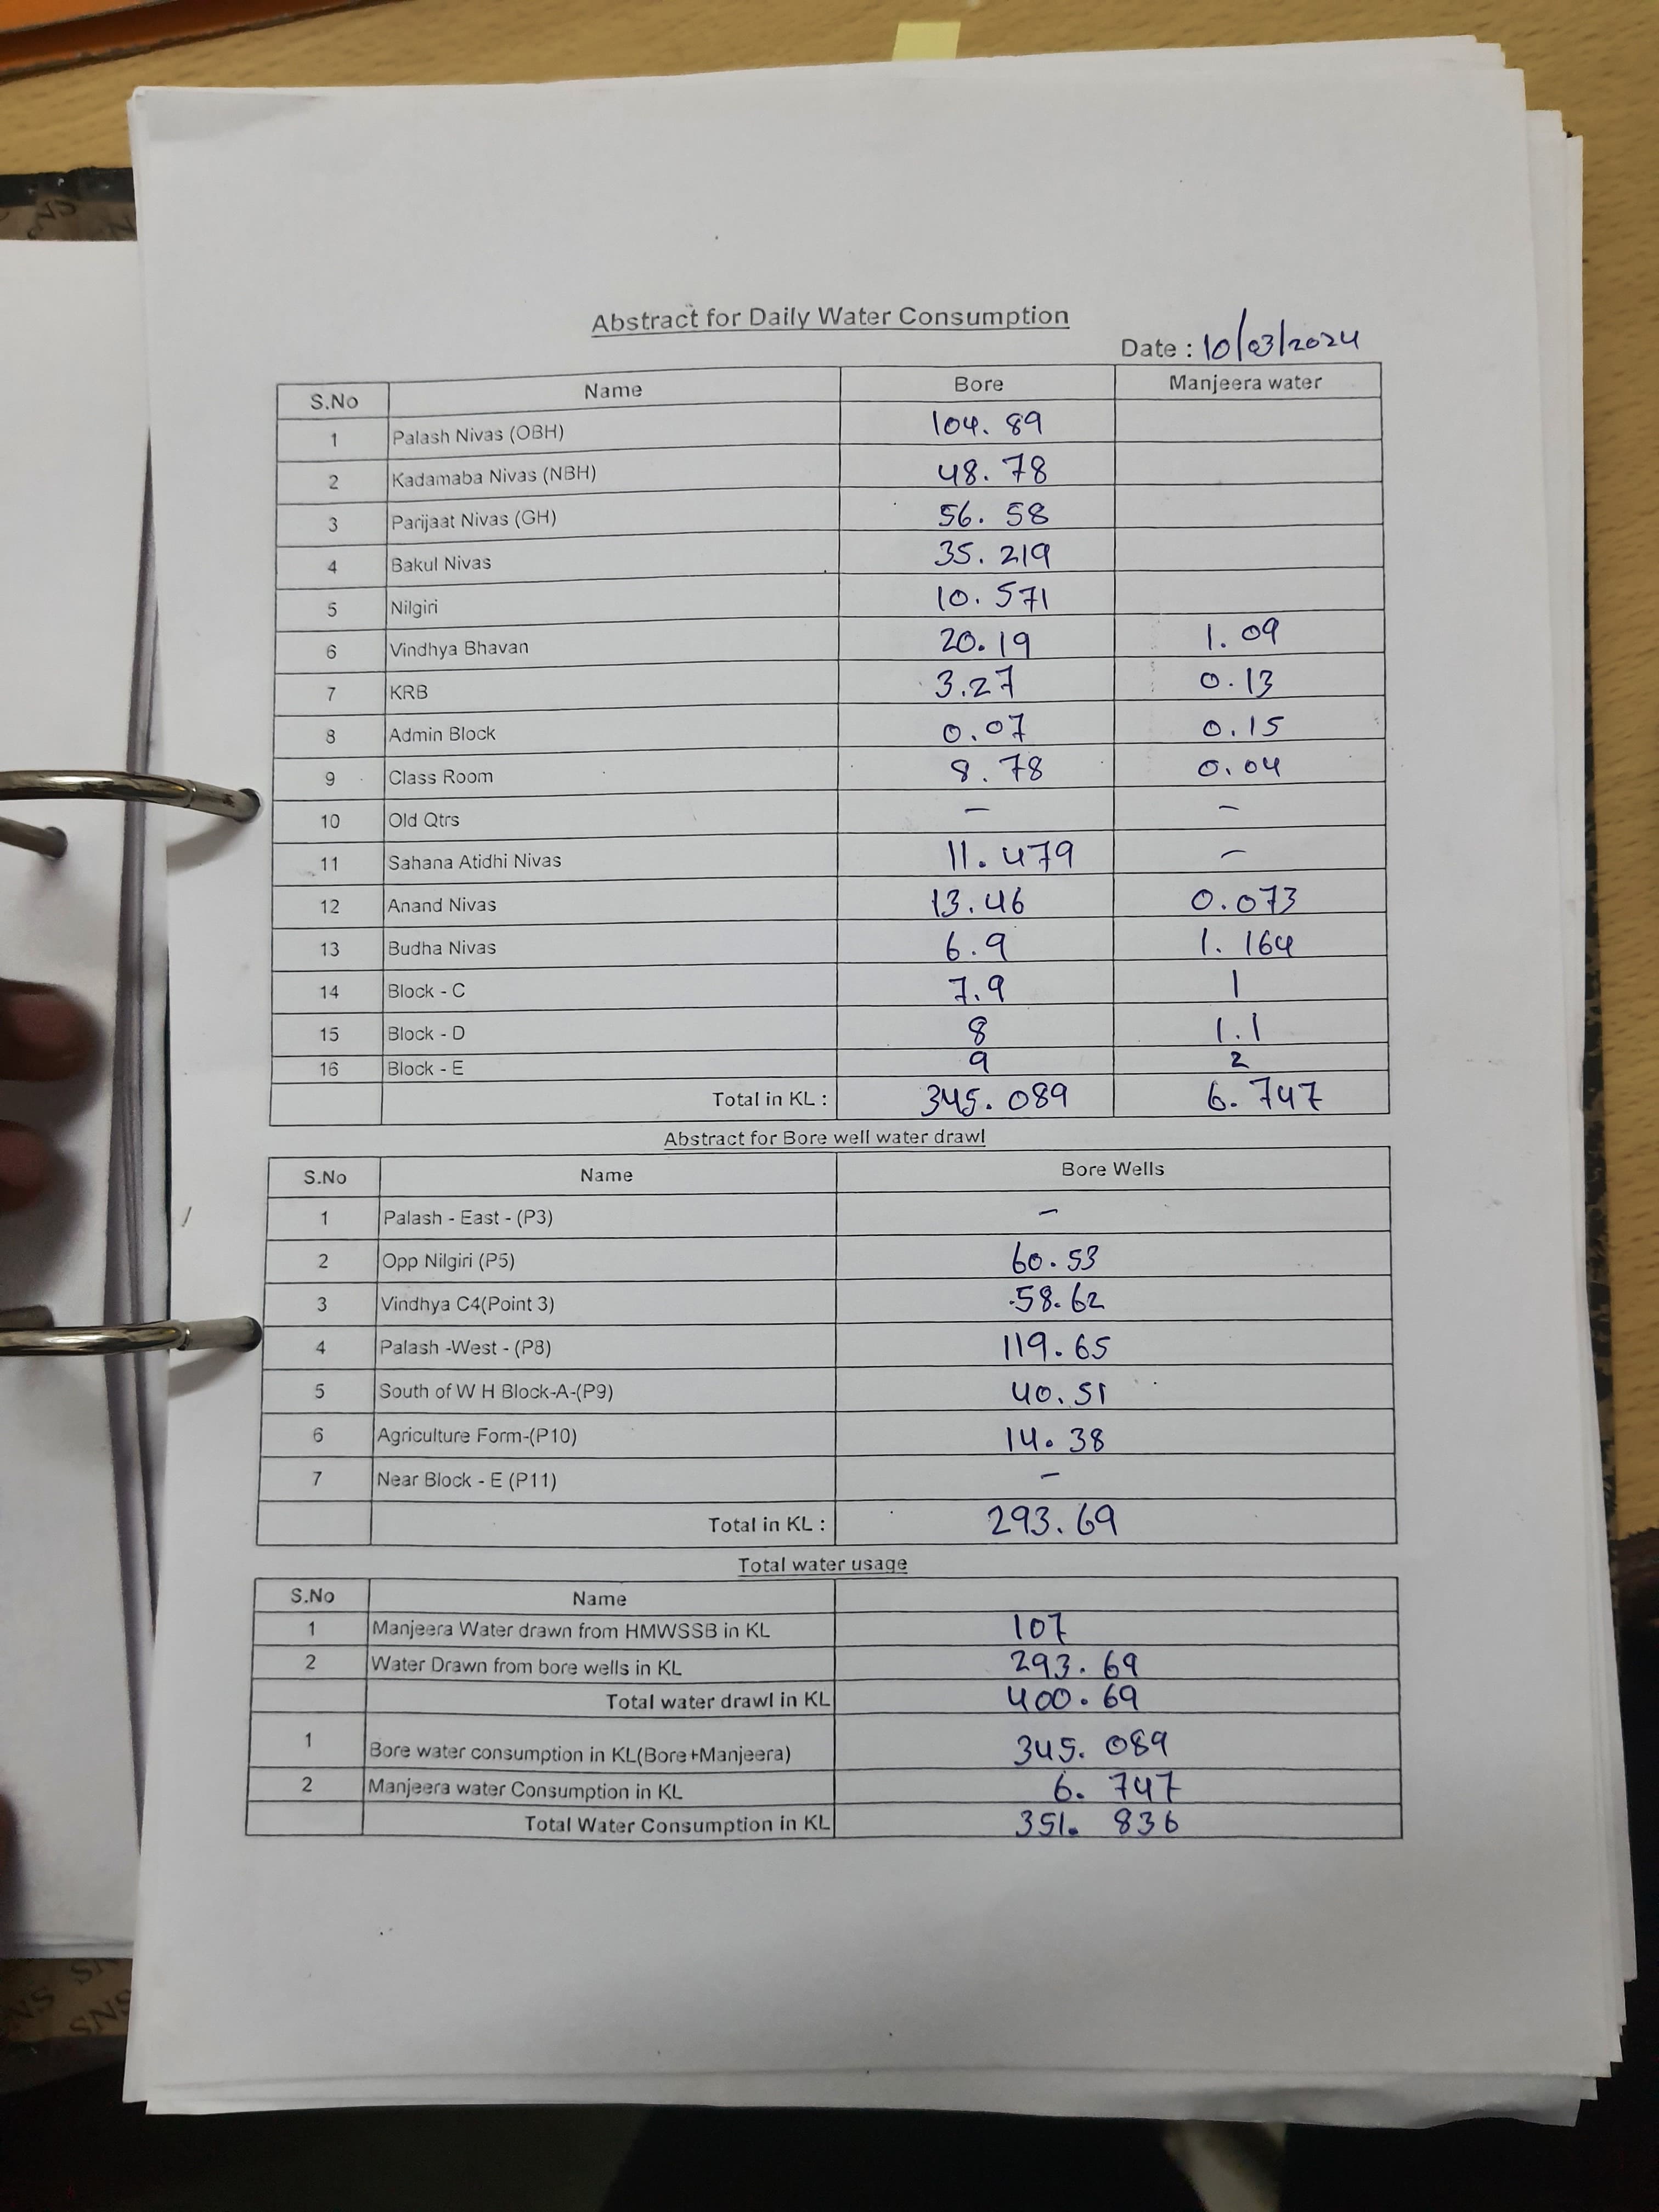 Abstract for Daily Water Consumption
Date : 10/03/2024
S.No Name Bore Manjeera water
1 Palash Nivas (OBH) 104.89
2 Kadamaba Nivas (NBH) 48.78
3 Parijaat Nivas (GH) 56.58
4 Bakul Nivas 35.219
5 Nilgiri 10.571
6 Vindhya Bhavan 20.19 1.09
7 KRB 3.27 0.13
8 Admin Block 0.07 0.15
9 Class Room 8.78 0.04
10 Old Qtrs - -
11 Sahana Atidhi Nivas 11.479 -
12 Anand Nivas 13.46 0.073
13 Budha Nivas 6.9 1.164
14 Block - C 7.9 1
15 Block - D 8 1.1
16 Block - E 9 2
Total in KL : 345.089 6.747
Abstract for Bore well water drawl
S.No Name Bore Wells
1 Palash - East - (P3) -
2 Opp Nilgiri (P5) 60.53
3 Vindhya C4(Point 3) 58.62
4 Palash -West - (P8) 119.65
5 South of W H Block-A-(P9) 40.51
6 Agriculture Form-(P10) 14.38
7 Near Block - E (P11) -
Total in KL : 293.69
Total water usage
S.No Name
1 Manjeera Water drawn from HMWSSB in KL 107
2 Water Drawn from bore wells in KL 293.69
Total water drawl in KL 400.69
1 Bore water consumption in KL(Bore+Manjeera) 345.089
2 Manjeera water Consumption in KL 6.747
Total Water Consumption in KL 351.836
SNS
SNS